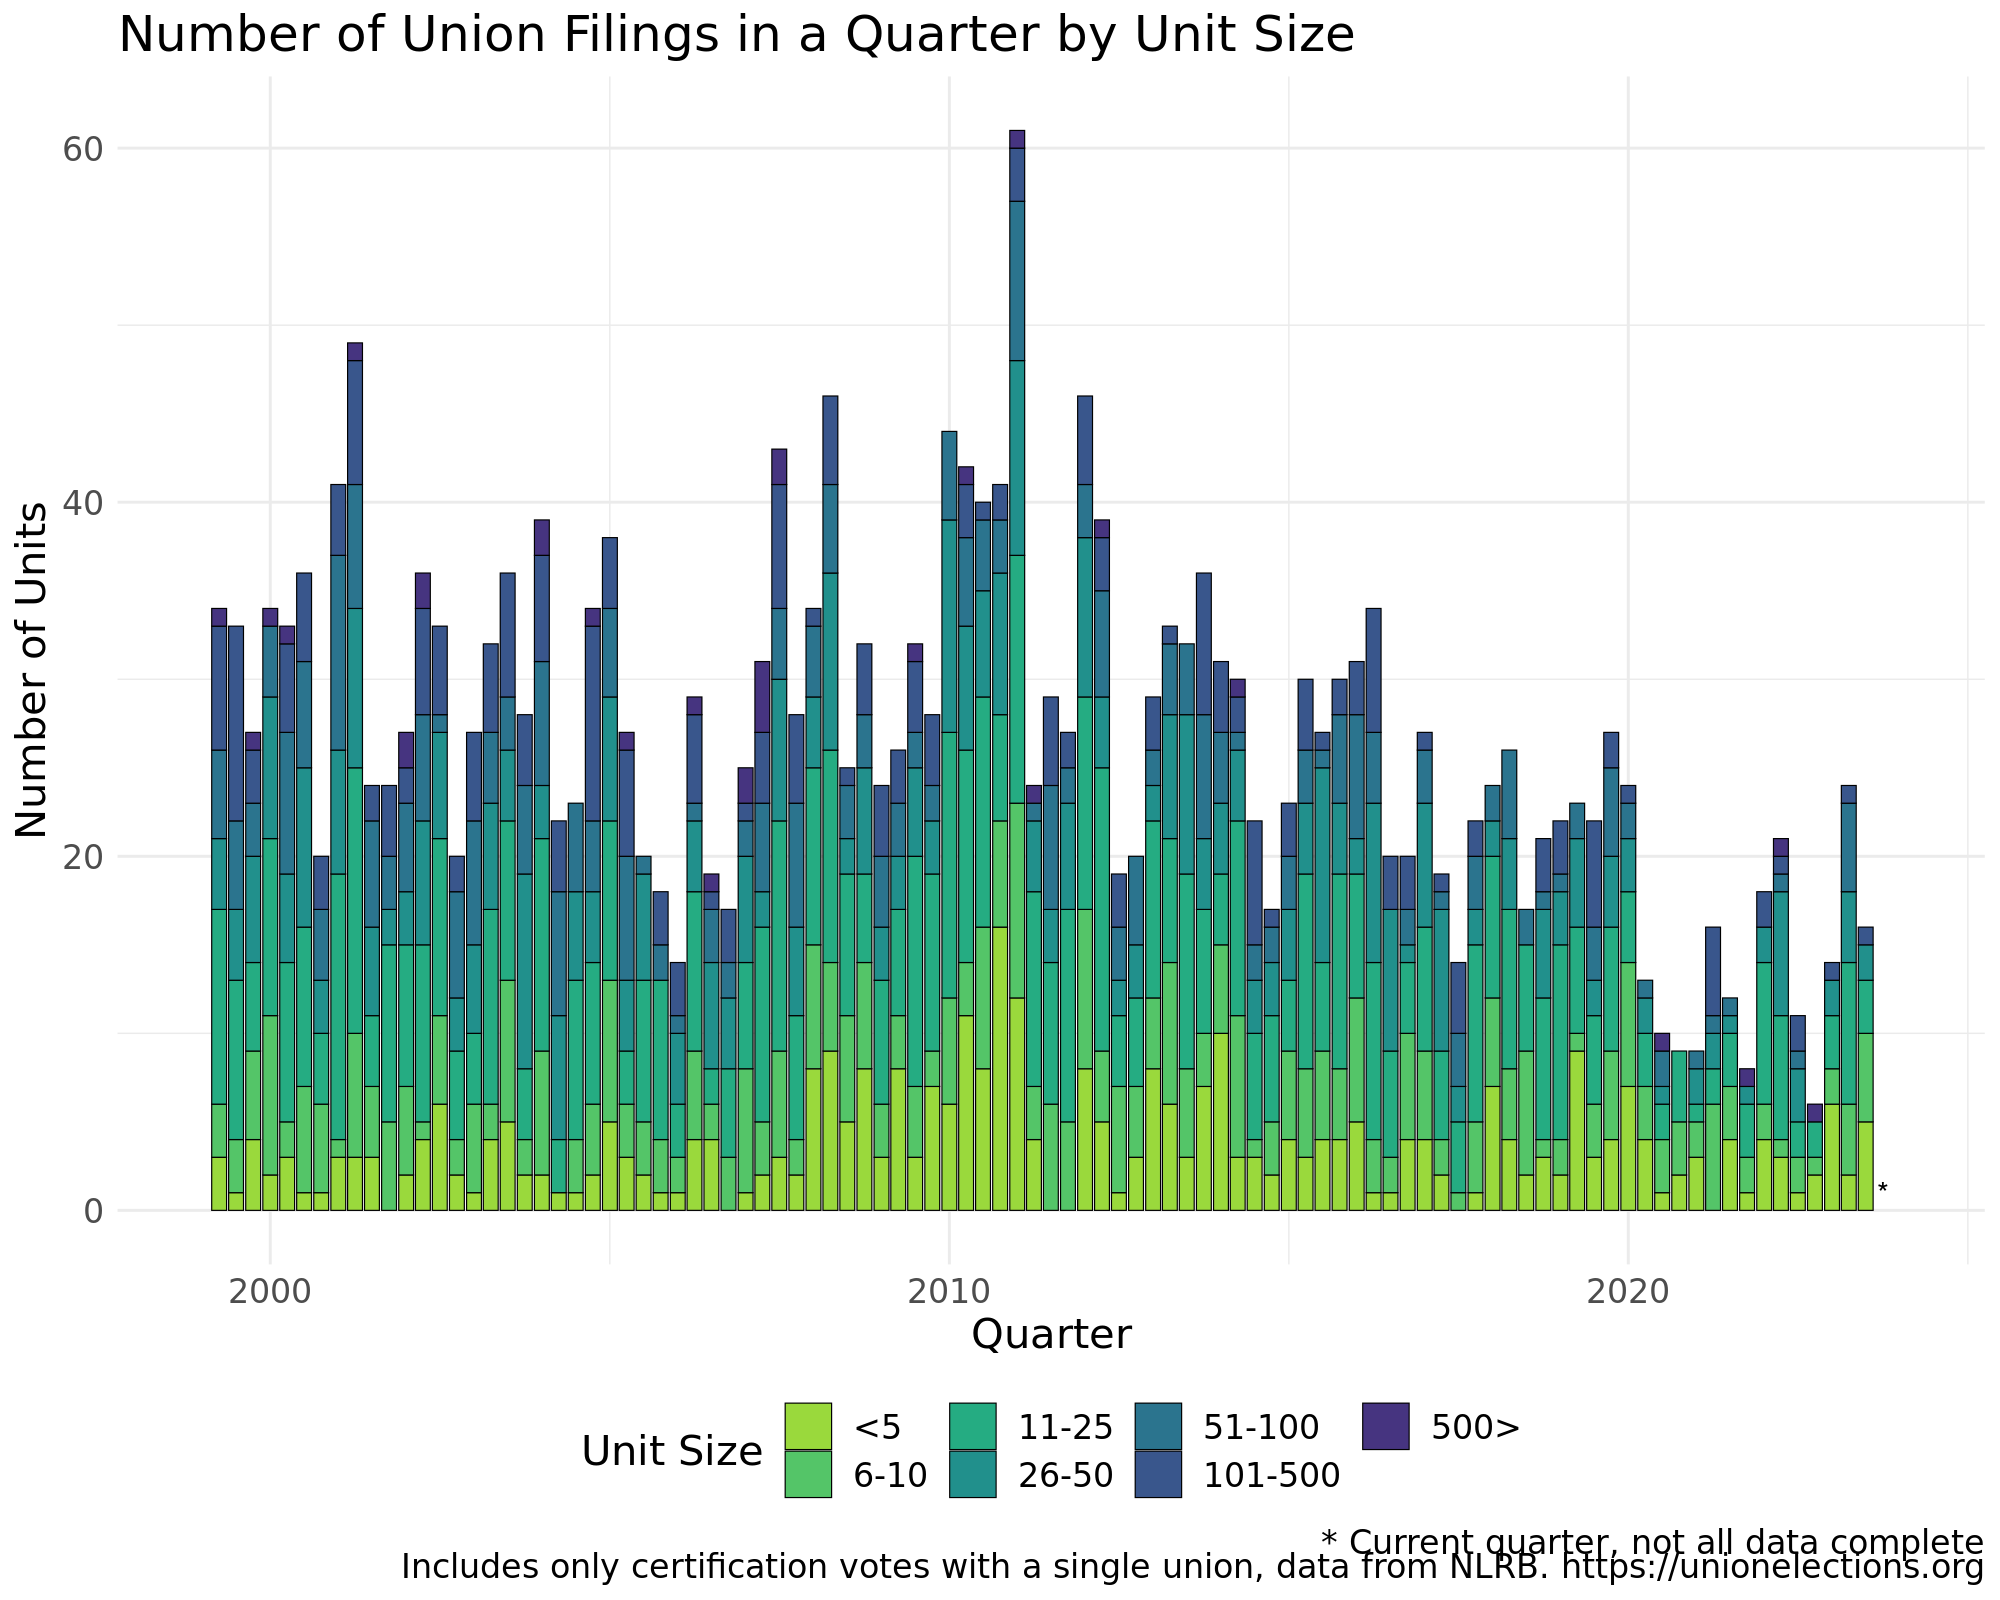 Number of Union Filings in a Quarter by Unit Size
60
40
20
0
Number of Units
*
2000 2010 2020
Quarter
Unit Size
<5 11-25 51-100 500>
6-10 26-50 101-500
* Current quarter, not all data complete
Includes only certification votes with a single union, data from NLRB. https://unionelections.org